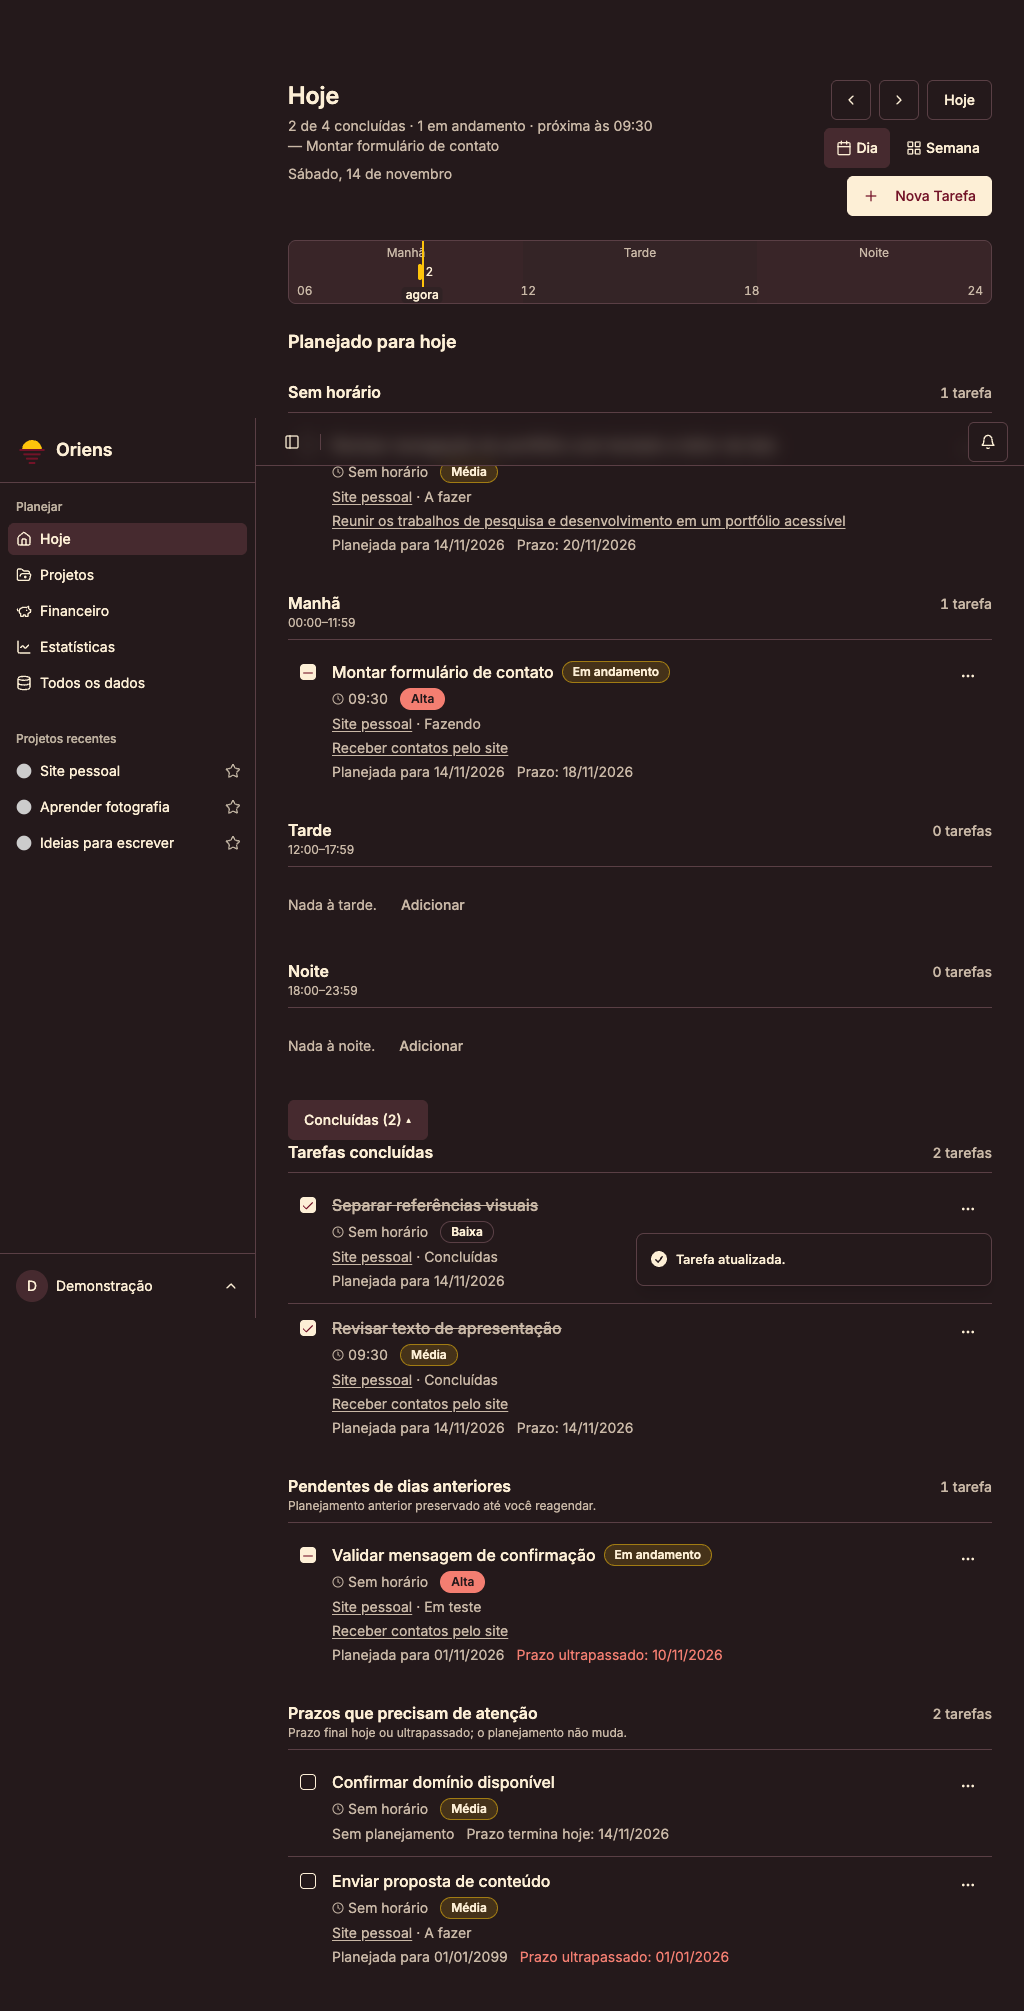 Hoje
2 de 4 concluídas · 1 em andamento · próxima às 09:30
— Montar formulário de contato
Sábado, 14 de novembro
Hoje
Dia
Semana
Nova Tarefa
Manhã
Tarde
Noite
2
06
agora
12
18
24
Planejado para hoje
Sem horário
1 tarefa
Sem horário
Média
Site pessoal · A fazer
Reunir os trabalhos de pesquisa e desenvolvimento em um portfólio acessível
Planejada para 14/11/2026 Prazo: 20/11/2026
Manhã
1 tarefa
00:00–11:59
Montar formulário de contato
Em andamento
09:30
Alta
Site pessoal · Fazendo
Receber contatos pelo site
Planejada para 14/11/2026 Prazo: 18/11/2026
Tarde
0 tarefas
12:00–17:59
Nada à tarde.
Adicionar
Noite
0 tarefas
18:00–23:59
Nada à noite.
Adicionar
Concluídas (2)
Tarefas concluídas
2 tarefas
Separar referências visuais
Sem horário
Baixa
Site pessoal · Concluídas
Planejada para 14/11/2026
Tarefa atualizada.
Revisar texto de apresentação
09:30
Média
Site pessoal · Concluídas
Receber contatos pelo site
Planejada para 14/11/2026 Prazo: 14/11/2026
Pendentes de dias anteriores
1 tarefa
Planejamento anterior preservado até você reagendar.
Validar mensagem de confirmação
Em andamento
Sem horário
Alta
Site pessoal · Em teste
Receber contatos pelo site
Planejada para 01/11/2026 Prazo ultrapassado: 10/11/2026
Prazos que precisam de atenção
2 tarefas
Prazo final hoje ou ultrapassado; o planejamento não muda.
Confirmar domínio disponível
Sem horário
Média
Sem planejamento Prazo termina hoje: 14/11/2026
Enviar proposta de conteúdo
Sem horário
Média
Site pessoal · A fazer
Planejada para 01/01/2099 Prazo ultrapassado: 01/01/2026
Oriens
Planejar
Hoje
Projetos
Financeiro
Estatísticas
Todos os dados
Projetos recentes
Site pessoal
Aprender fotografia
Ideias para escrever
D
Demonstração